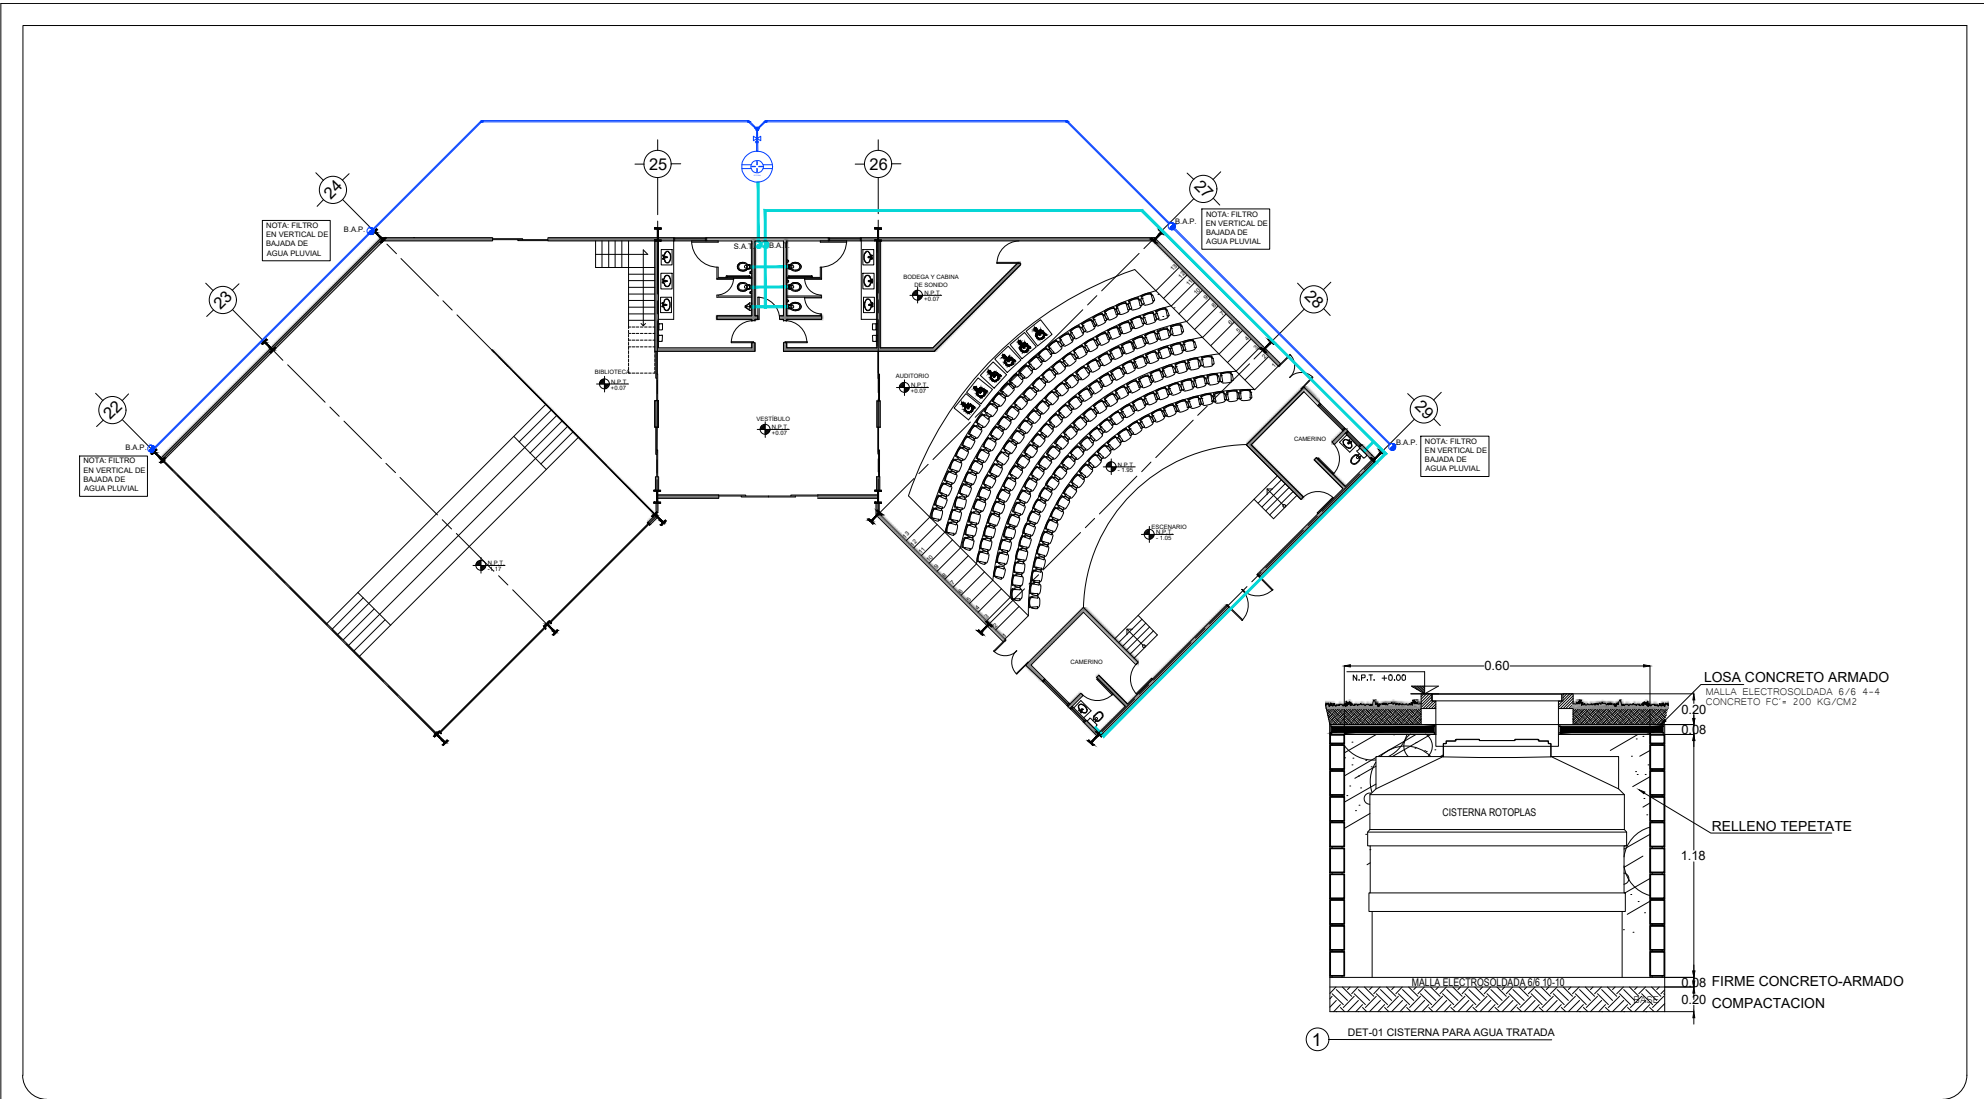 25
26
24
27
NOTA: FILTRO
EN VERTICAL DE
BAJADA DE
AGUA PLUVIAL
B.A.P.
B.A.P.
NOTA: FILTRO
EN VERTICAL DE
BAJADA DE
AGUA PLUVIAL
S.A.T.
B.A.T.
23
28
BODEGA Y CABINA
DE SONIDO
N.P.T.
+0.07
BIBLIOTECA
N.P.T.
+0.07
AUDITORIO
N.P.T.
+0.07
22
29
VESTÍBULO
N.P.T.
+0.07
CAMERINO
B.A.P.
NOTA: FILTRO
EN VERTICAL DE
BAJADA DE
AGUA PLUVIAL
B.A.P.
NOTA: FILTRO
EN VERTICAL DE
BAJADA DE
AGUA PLUVIAL
N.P.T.
- 1.95
ESCENARIO
N.P.T.
- 1.05
N.P.T.
-1.17
CAMERINO
0.60
N.P.T. +0.00
LOSA CONCRETO ARMADO
MALLA ELECTROSOLDADA 6/6 4-4
CONCRETO FC'= 200 KG/CM2
0.20
0.08
CISTERNA ROTOPLAS
RELLENO TEPETATE
1.18
MALLA ELECTROSOLDADA 6/6 10-10
0.08
FIRME CONCRETO-ARMADO
BASE
0.20
COMPACTACION
1
DET-01 CISTERNA PARA AGUA TRATADA